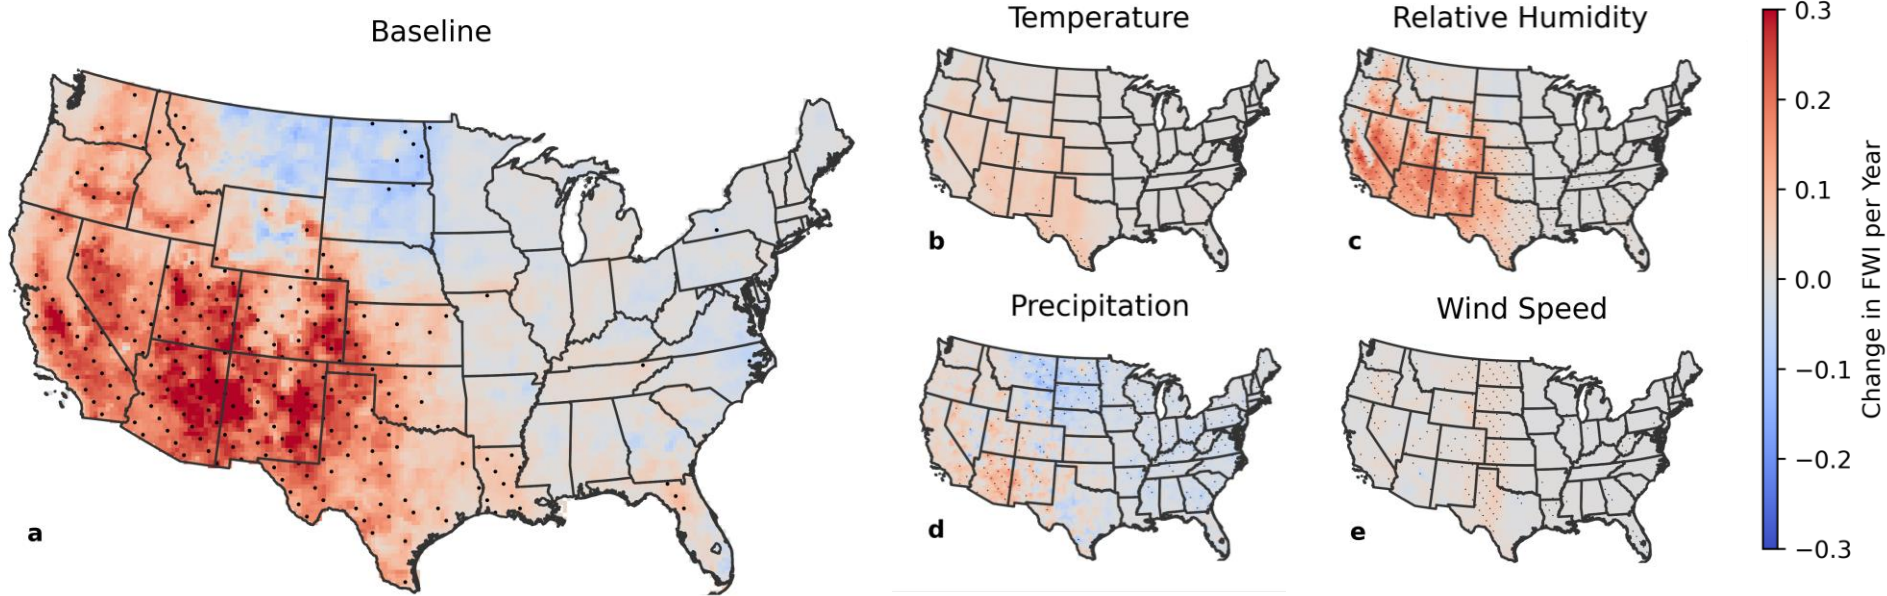 Baseline
a
Temperature
b
Relative Humidity
c
Precipitation
d
Wind Speed
e
0.3
0.2
0.1
0.0
−0.1
−0.2
−0.3
Change in FWI per Year